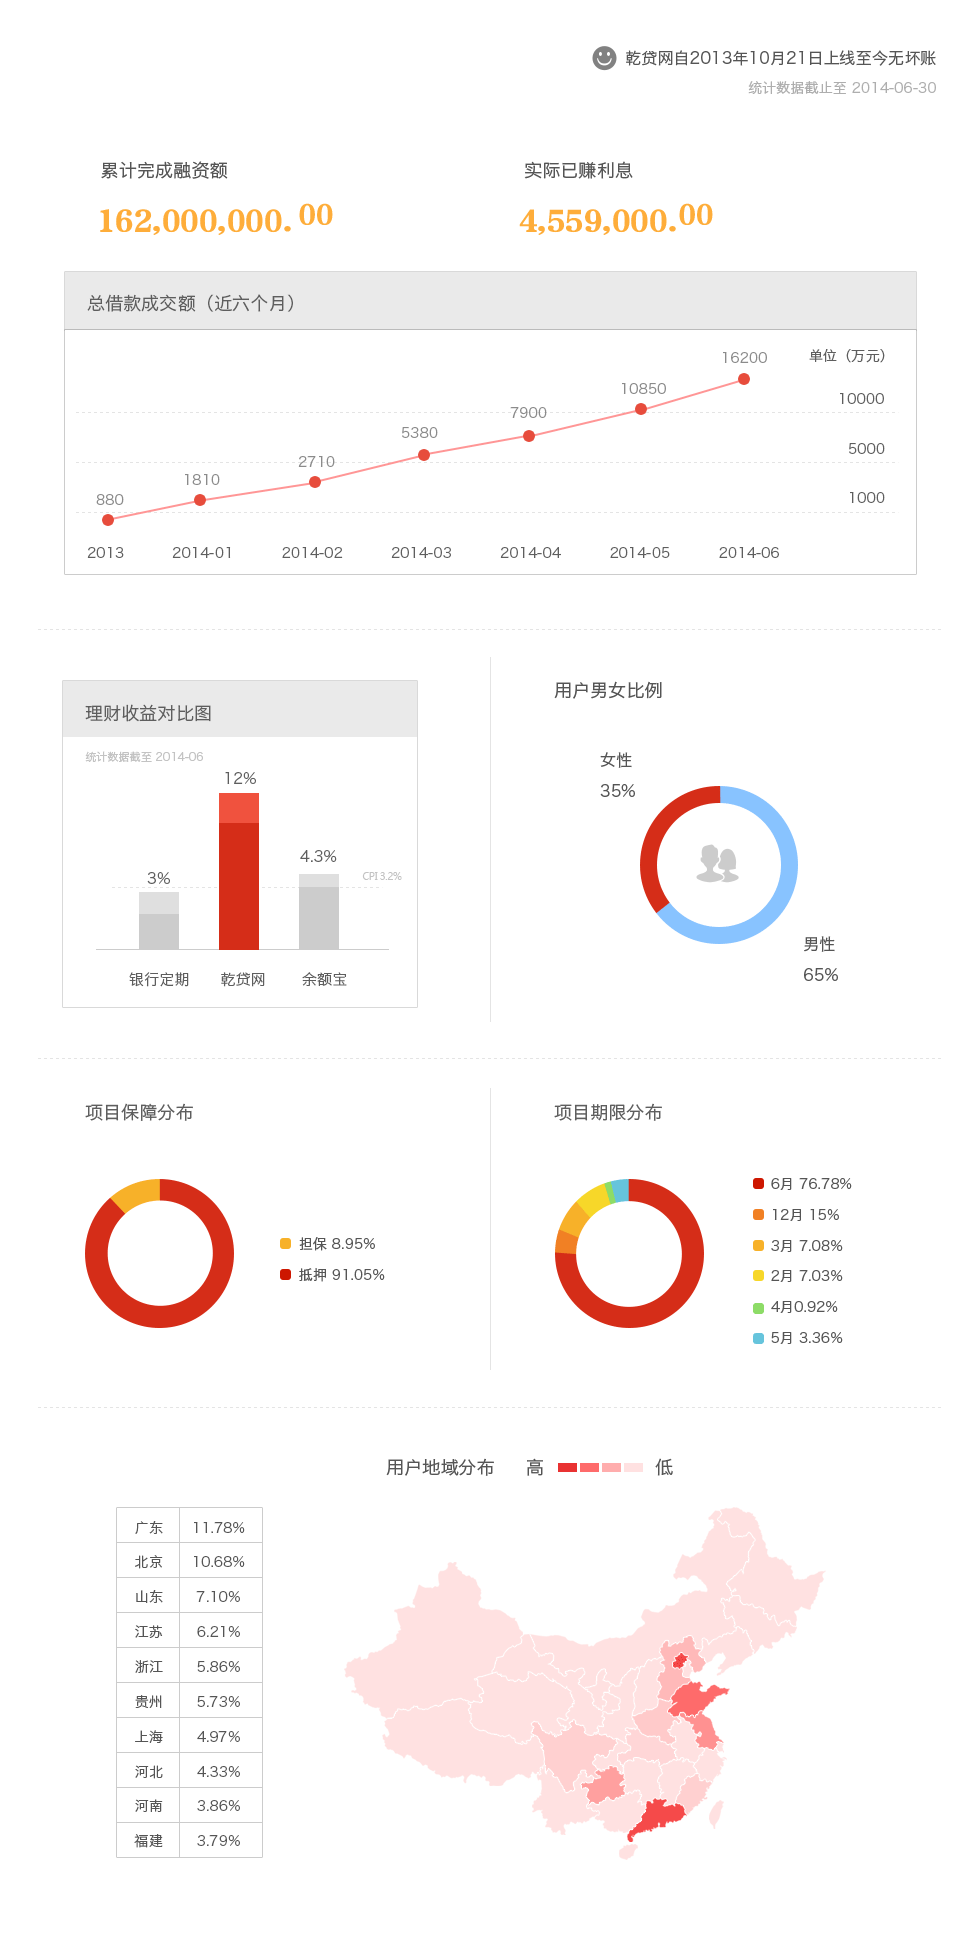 乾贷网自2013年10月21日上线至今无坏账
统计数据截止至 2014-06-30
累计完成融资额
实际已赚利息
162,000,000.00
4,559,000.00
总借款成交额（近六个月）
单位（万元）
16200
10850
10000
7900
5380
5000
2710
1810
1000
880
2013
2014-01
2014-02
2014-03
2014-04
2014-05
2014-06
理财收益对比图
统计数据截至 2014-06
12%
4.3%
3%
CPI 3.2%
银行定期
乾贷网
余额宝
用户男女比例
女性
35%
男性
65%
项目保障分布
担保 8.95%
抵押 91.05%
项目期限分布
6月 76.78%
12月 15%
3月 7.08%
2月 7.03%
4月0.92%
5月 3.36%
用户地域分布
高
低
广东 11.78%
北京 10.68%
山东 7.10%
江苏 6.21%
浙江 5.86%
贵州 5.73%
上海 4.97%
河北 4.33%
河南 3.86%
福建 3.79%